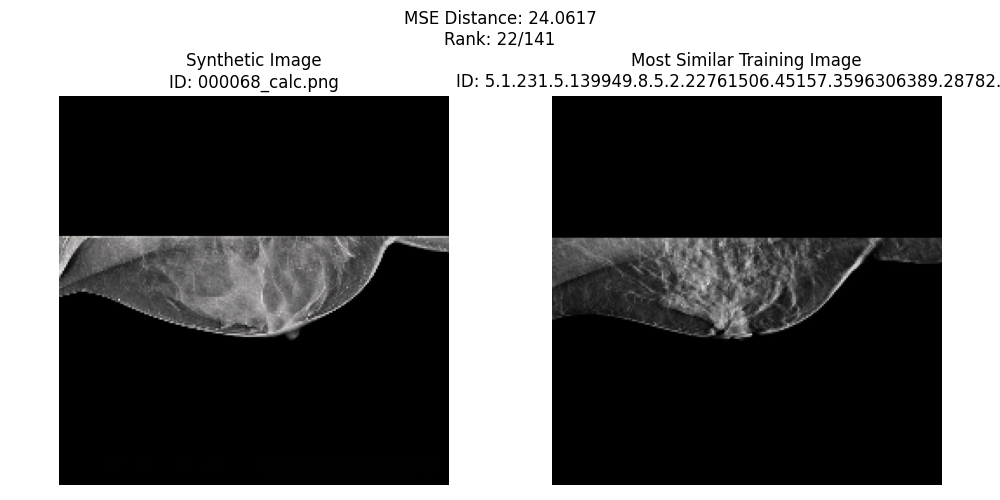 MSE Distance: 24.0617
Rank: 22/141
Synthetic Image
ID: 000068_calc.png
Most Similar Training Image
ID: 5.1.231.5.139949.8.5.2.22761506.45157.3596306389.28782.